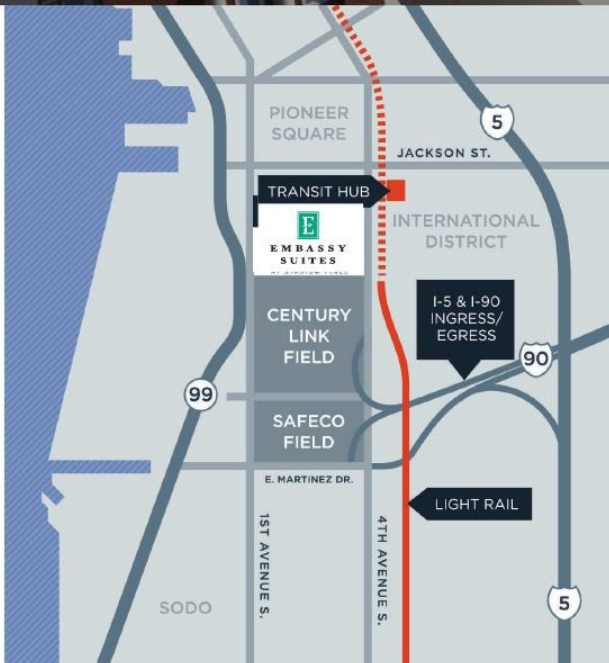 PIONEER
SQUARE
5
JACKSON ST.
TRANSIT HUB
E
EMBASSY
SUITES
INTERNATIONAL
DISTRICT
I-5 & I-90
INGRESS/
EGRESS
CENTURY
LINK
FIELD
90
99
SAFECO
FIELD
E. MARTINEZ DR.
LIGHT RAIL
1ST AVENUE S.
4TH AVENUE S.
SODO
5